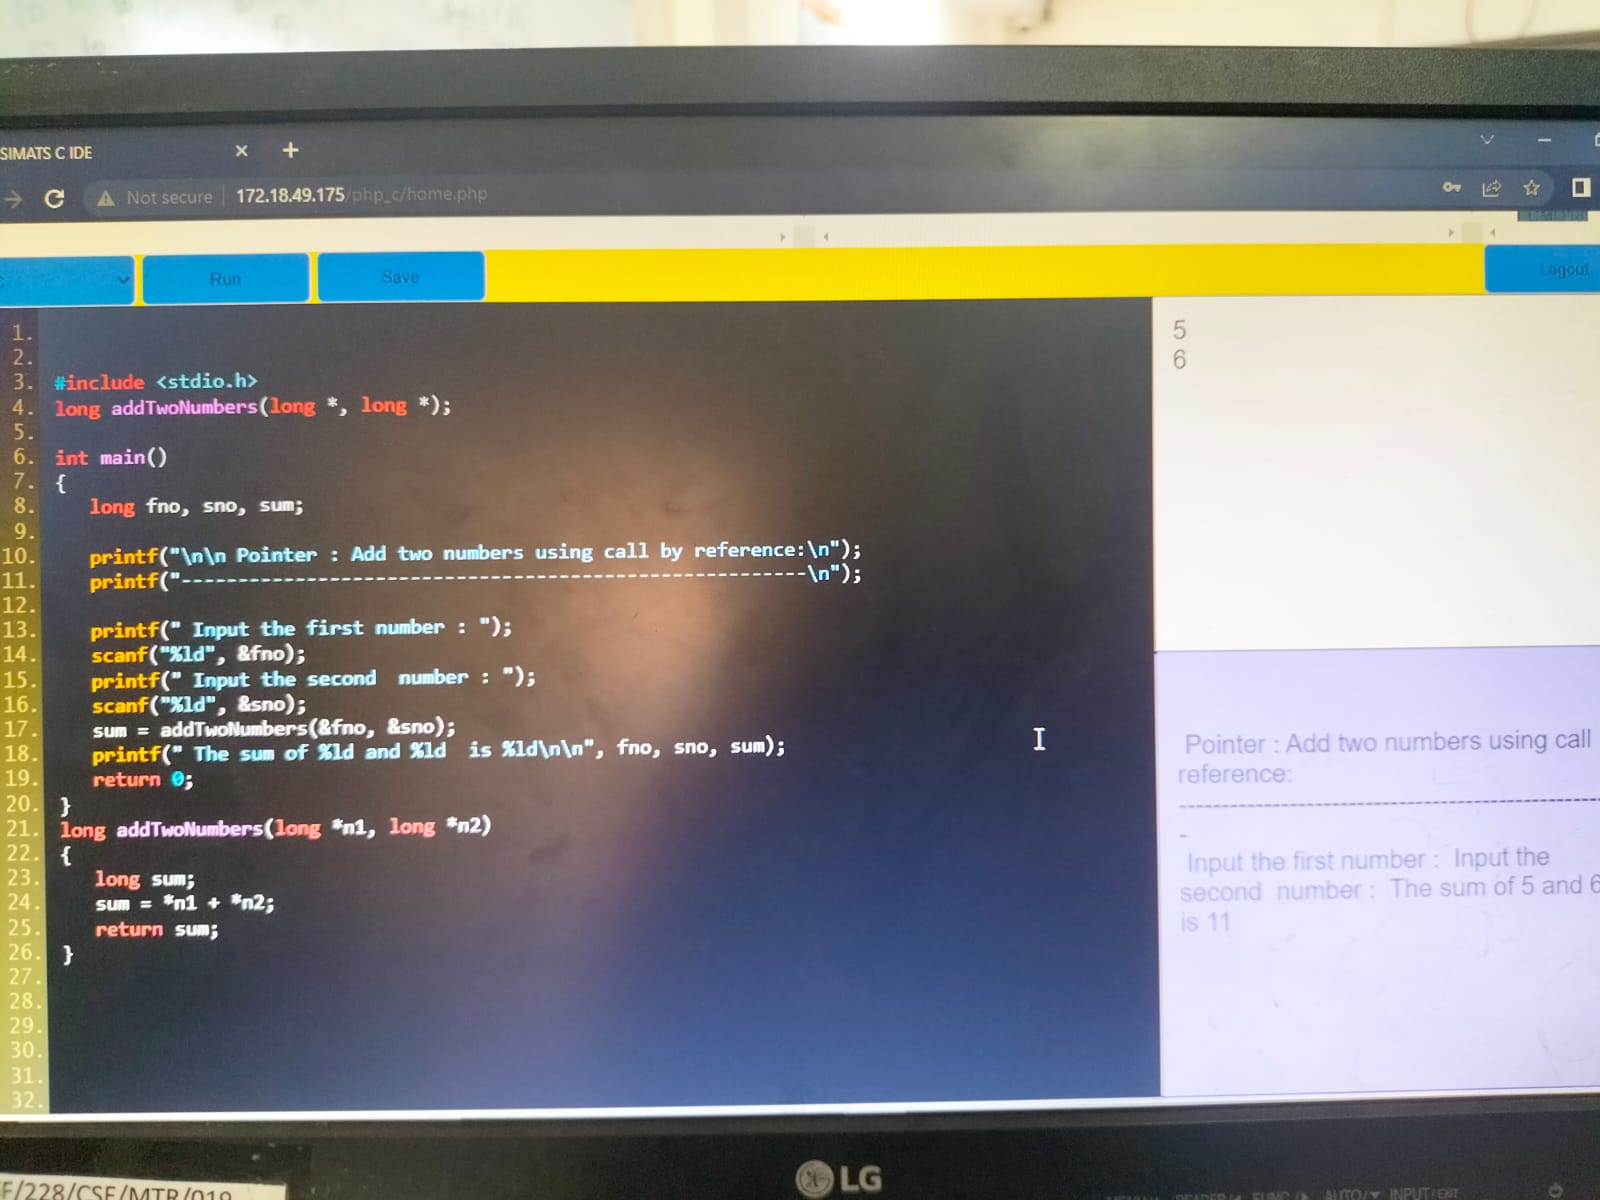 SIMATS C IDE
Not secure 172.18.49.175/php_c/home.php
Run Save Logout
1.
2.
3. #include <stdio.h>
4. long addTwoNumbers(long *, long *);
5.
6. int main()
7. {
8. long fno, sno, sum;
9.
10. printf("\n\n Pointer : Add two numbers using call by reference:\n");
11. printf("-------------------------------------------------------\n");
12.
13. printf(" Input the first number : ");
14. scanf("%ld", &fno);
15. printf(" Input the second  number : ");
16. scanf("%ld", &sno);
17. sum = addTwoNumbers(&fno, &sno);
18. printf(" The sum of %ld and %ld  is %ld\n\n", fno, sno, sum);
19. return 0;
20. }
21. long addTwoNumbers(long *n1, long *n2)
22. {
23. long sum;
24. sum = *n1 + *n2;
25. return sum;
26. }
27.
28.
29.
30.
31.
32.
5
6
Pointer : Add two numbers using call
reference:
-------------------------------------------------------
-
Input the first number :  Input the
second  number :  The sum of 5 and 6
is 11
LG
/228/CSE/MTR/019